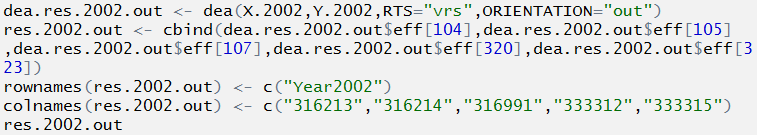 dea.res.2002.out <- dea(X.2002,Y.2002,RTS="vrs",ORIENTATION="out")
res.2002.out <- cbind(dea.res.2002.out$eff[104],dea.res.2002.out$eff[105]
,dea.res.2002.out$eff[107],dea.res.2002.out$eff[320],dea.res.2002.out$eff[3
23])
rownames(res.2002.out) <- c("Year2002")
colnames(res.2002.out) <- c("316213","316214","316991","333312","333315")
res.2002.out